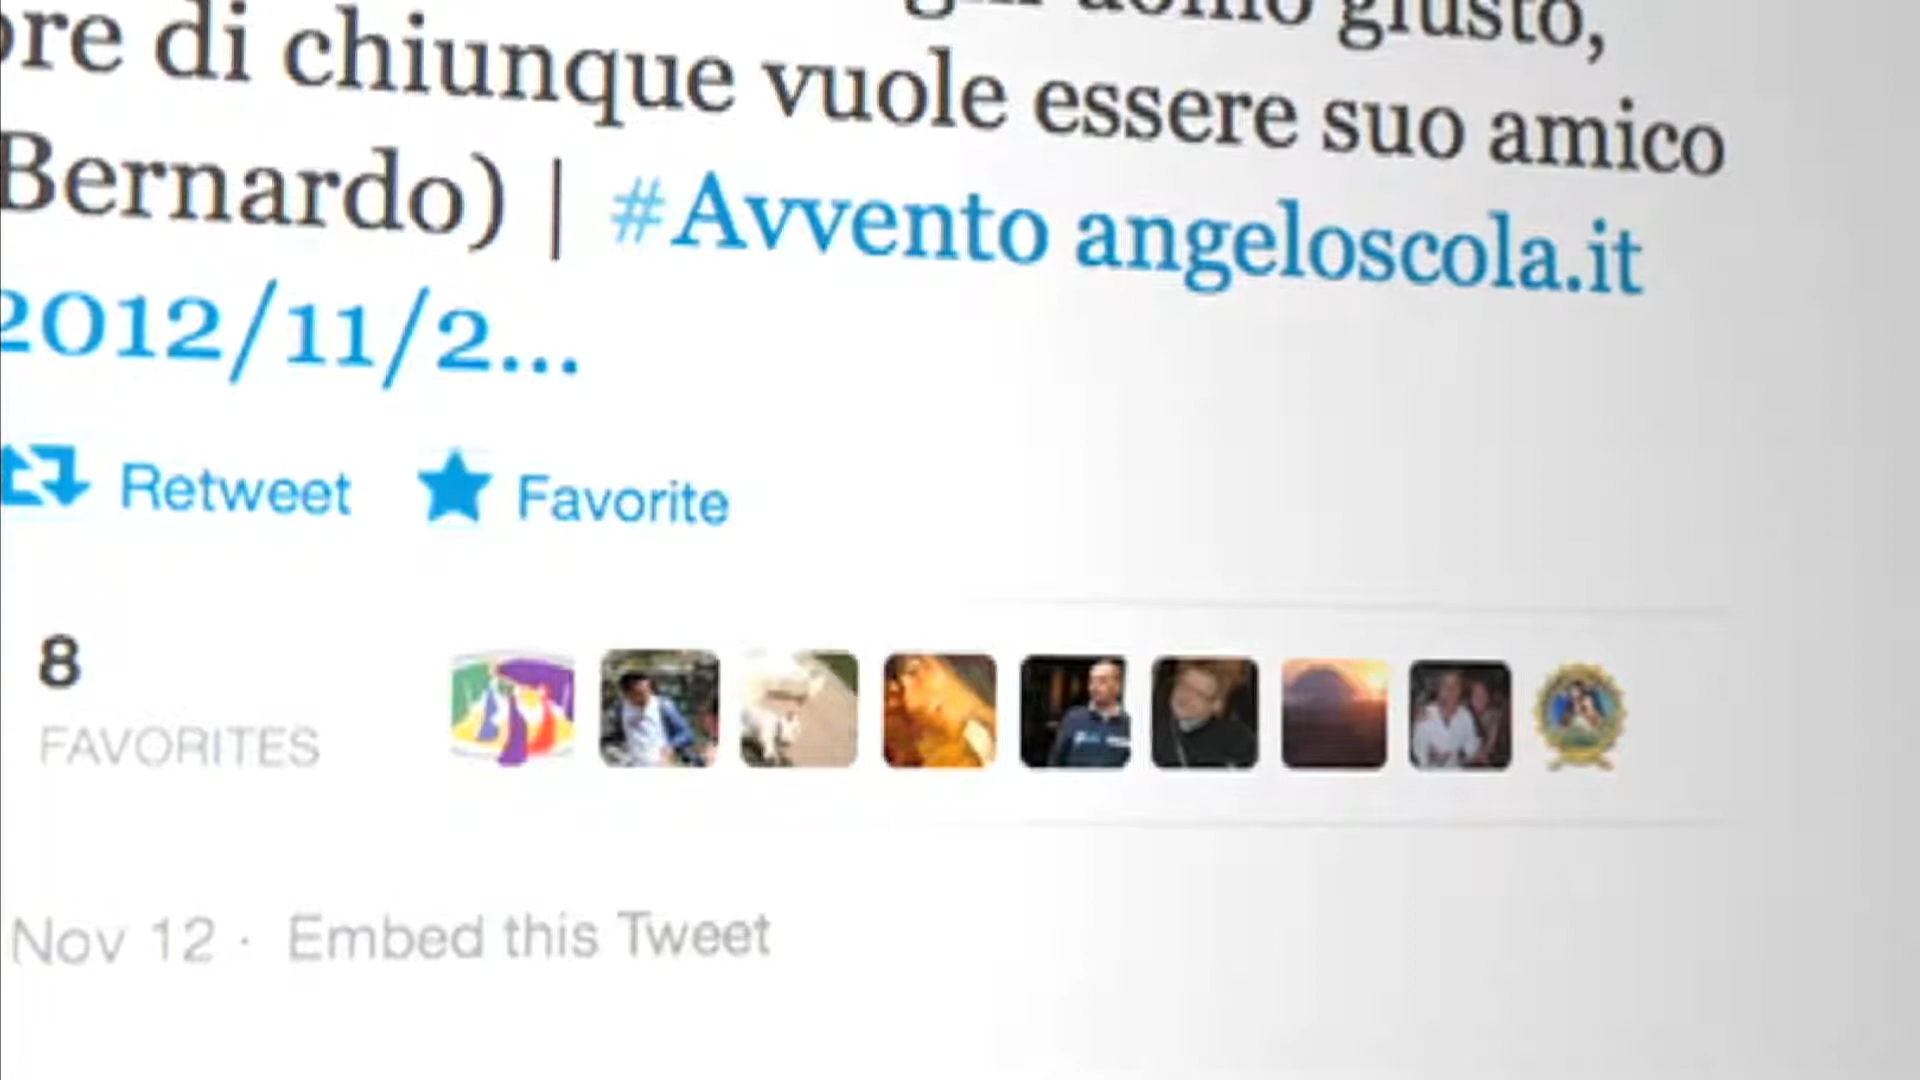 giusto,
di chiunque vuole essere suo amico
Bernardo) | #Avvento angeloscola.it
2012/11/2...
Retweet Favorite
8
FAVORITES
Nov 12 · Embed this Tweet